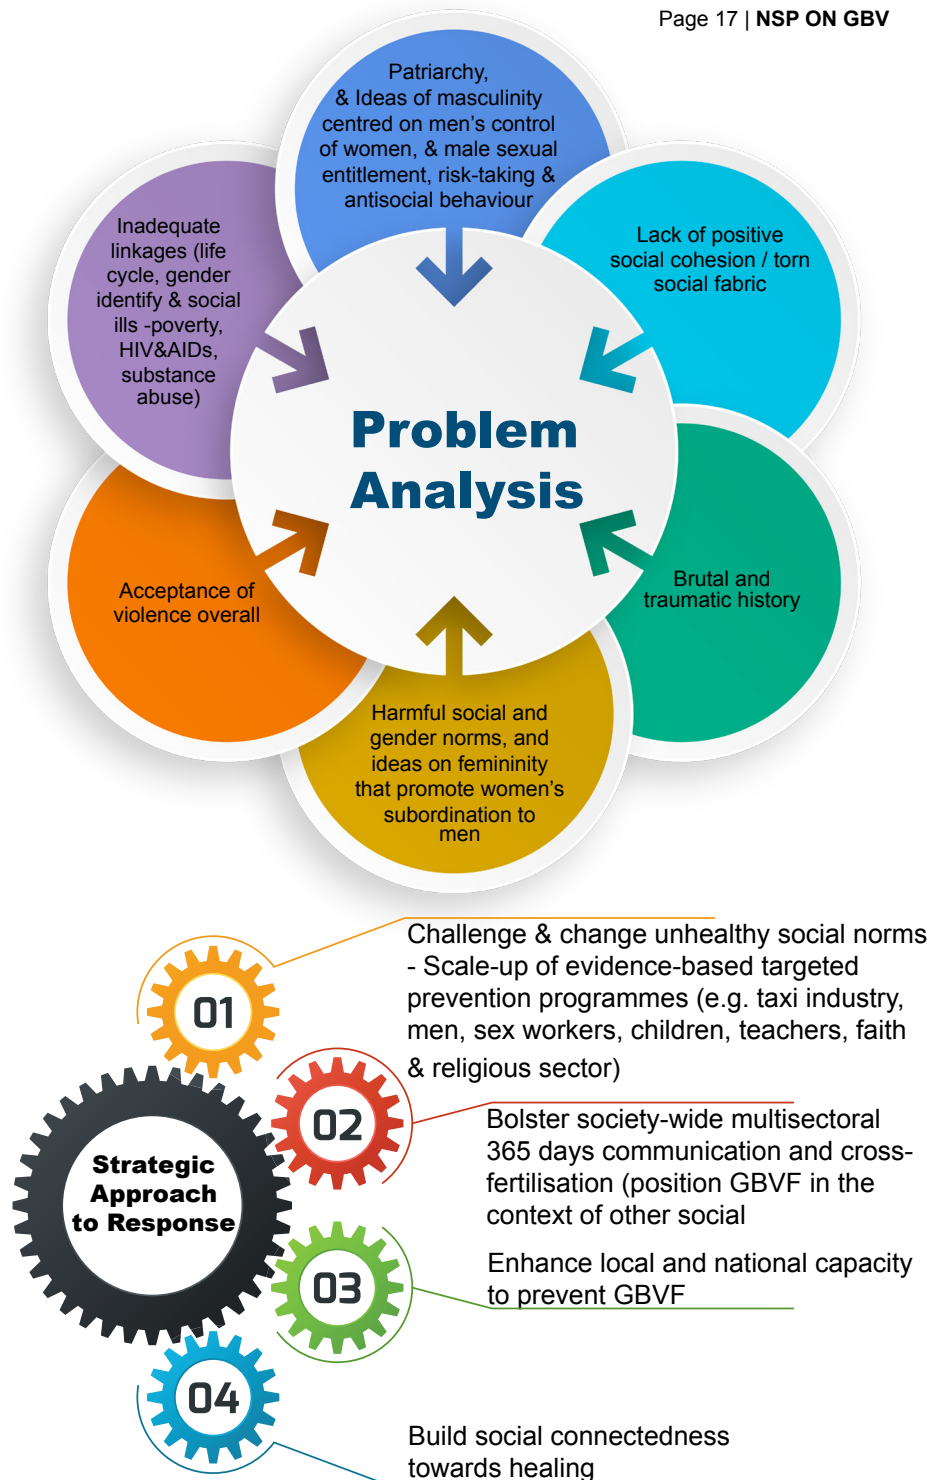 Page 17 | NSP ON GBV
Patriarchy,
& Ideas of masculinity
centred on men's control
of women, & male sexual
entitlement, risk-taking &
antisocial behaviour
Lack of positive
social cohesion / torn
social fabric
Brutal and
traumatic history
Harmful social and
gender norms, and
ideas on femininity
that promote women's
subordination to
men
Acceptance of
violence overall
Inadequate
linkages (life
cycle, gender
identify & social
ills -poverty,
HIV&AIDs,
substance
abuse)
Problem
Analysis
Strategic
Approach
to Response
01
Challenge & change unhealthy social norms
- Scale-up of evidence-based targeted
prevention programmes (e.g. taxi industry,
men, sex workers, children, teachers, faith
& religious sector)
02
Bolster society-wide multisectoral
365 days communication and cross-
fertilisation (position GBVF in the
context of other social
03
Enhance local and national capacity
to prevent GBVF
04
Build social connectedness
towards healing